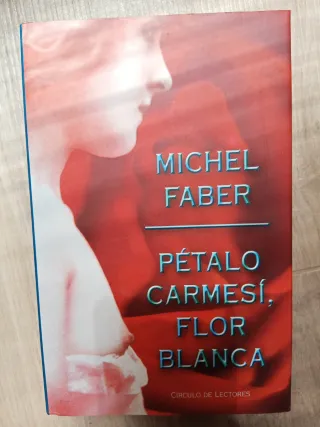 MICHEL
FABER
PÉTALO
CARMESÍ,
FLOR
BLANCA
CÍRCULO DE LECTORES